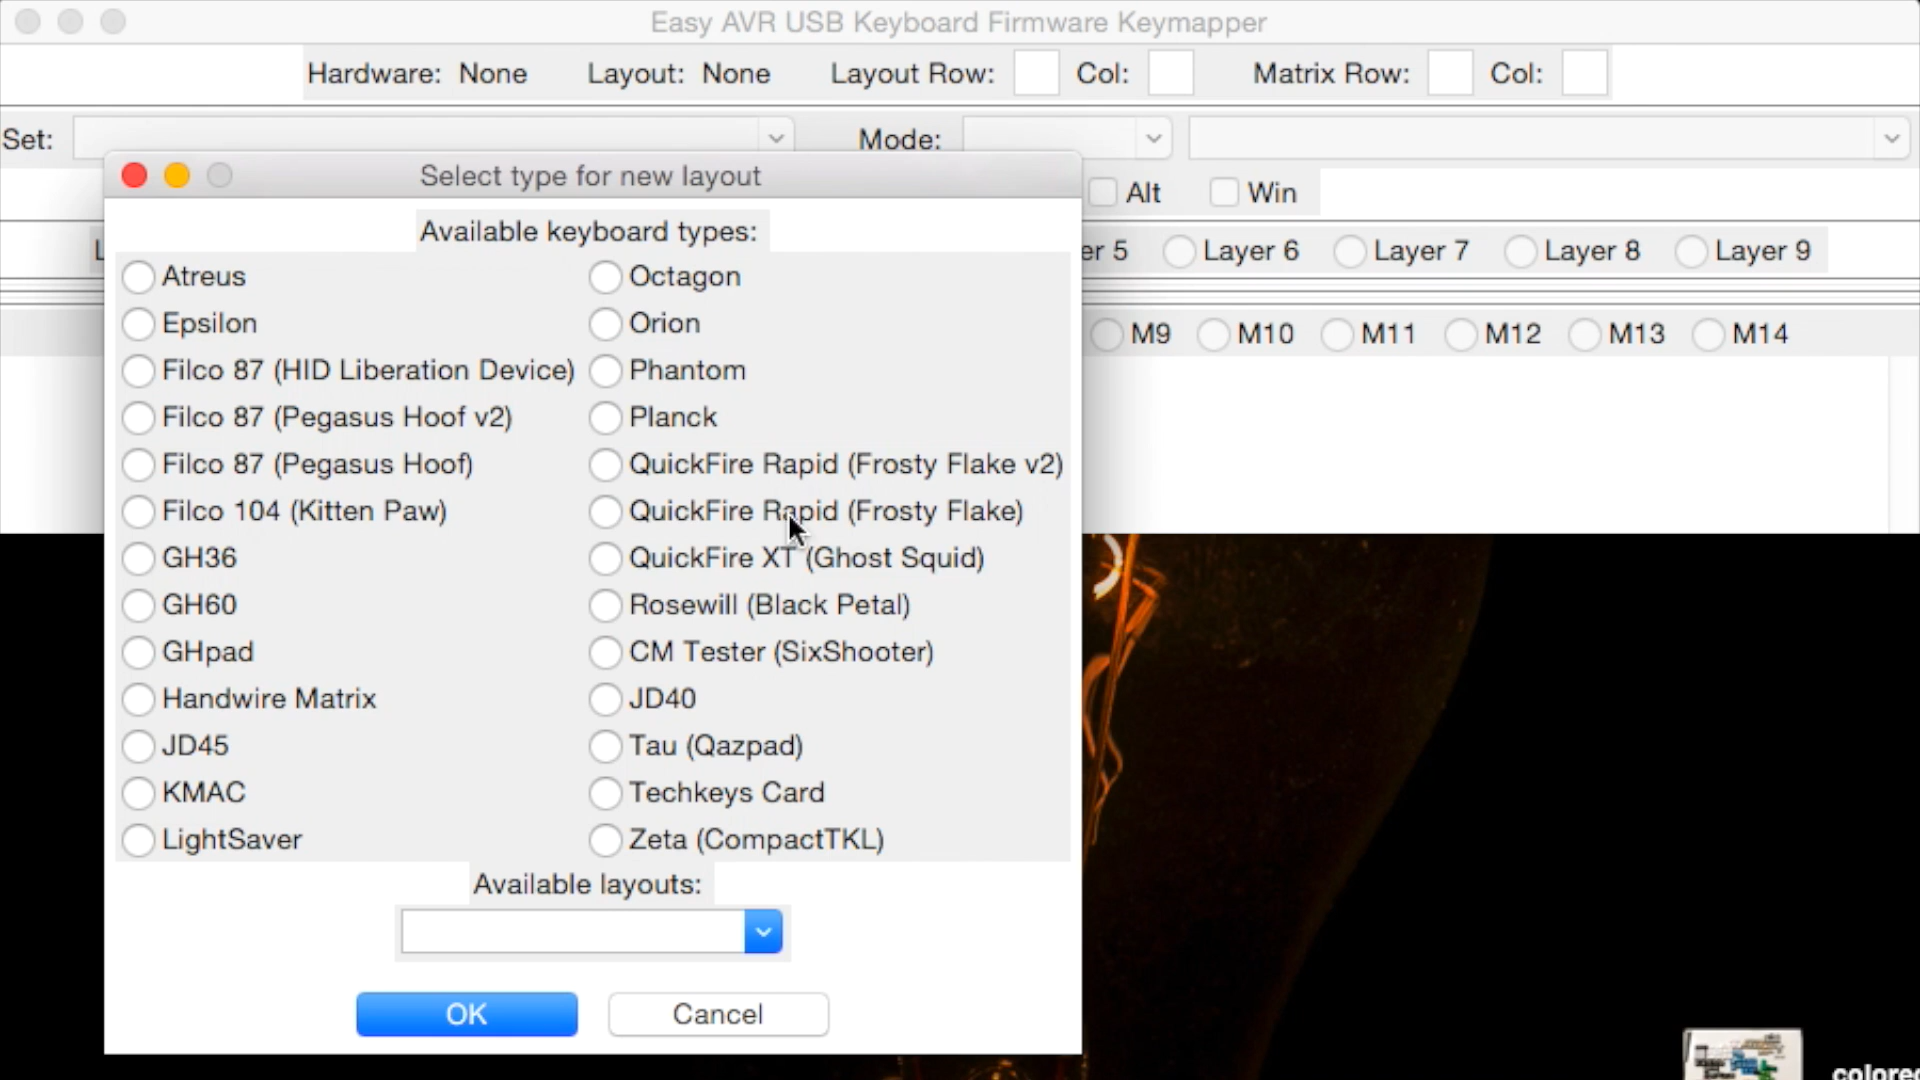 Easy AVR USB Keyboard Firmware Keymapper
Hardware: None Layout: None Layout Row: Col: Matrix Row: Col:
Set: Mode:
Select type for new layout
Alt Win
Available keyboard types:
L er 5 Layer 6 Layer 7 Layer 8 Layer 9
M9 M10 M11 M12 M13 M14
Atreus
Epsilon
Filco 87 (HID Liberation Device)
Filco 87 (Pegasus Hoof v2)
Filco 87 (Pegasus Hoof)
Filco 104 (Kitten Paw)
GH36
GH60
GHpad
Handwire Matrix
JD45
KMAC
LightSaver
Octagon
Orion
Phantom
Planck
QuickFire Rapid (Frosty Flake v2)
QuickFire Rapid (Frosty Flake)
QuickFire XT (Ghost Squid)
Rosewill (Black Petal)
CM Tester (SixShooter)
JD40
Tau (Qazpad)
Techkeys Card
Zeta (CompactTKL)
Available layouts:
OK Cancel